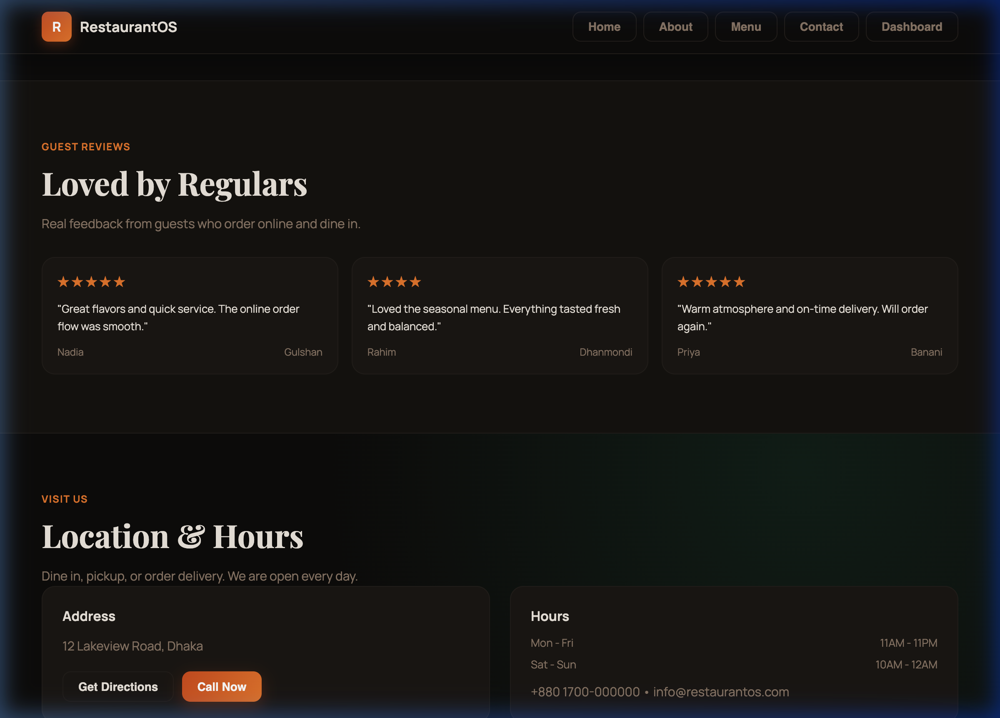 R RestaurantOS Home About Menu Contact Dashboard
GUEST REVIEWS
Loved by Regulars
Real feedback from guests who order online and dine in.
★★★★★
"Great flavors and quick service. The online order
flow was smooth."
Nadia Gulshan
★★★★
"Loved the seasonal menu. Everything tasted fresh
and balanced."
Rahim Dhanmondi
★★★★★
"Warm atmosphere and on-time delivery. Will order
again."
Priya Banani
VISIT US
Location & Hours
Dine in, pickup, or order delivery. We are open every day.
Address
12 Lakeview Road, Dhaka
Get Directions Call Now
Hours
Mon - Fri 11AM - 11PM
Sat - Sun 10AM - 12AM
+880 1700-000000 • info@restaurantos.com